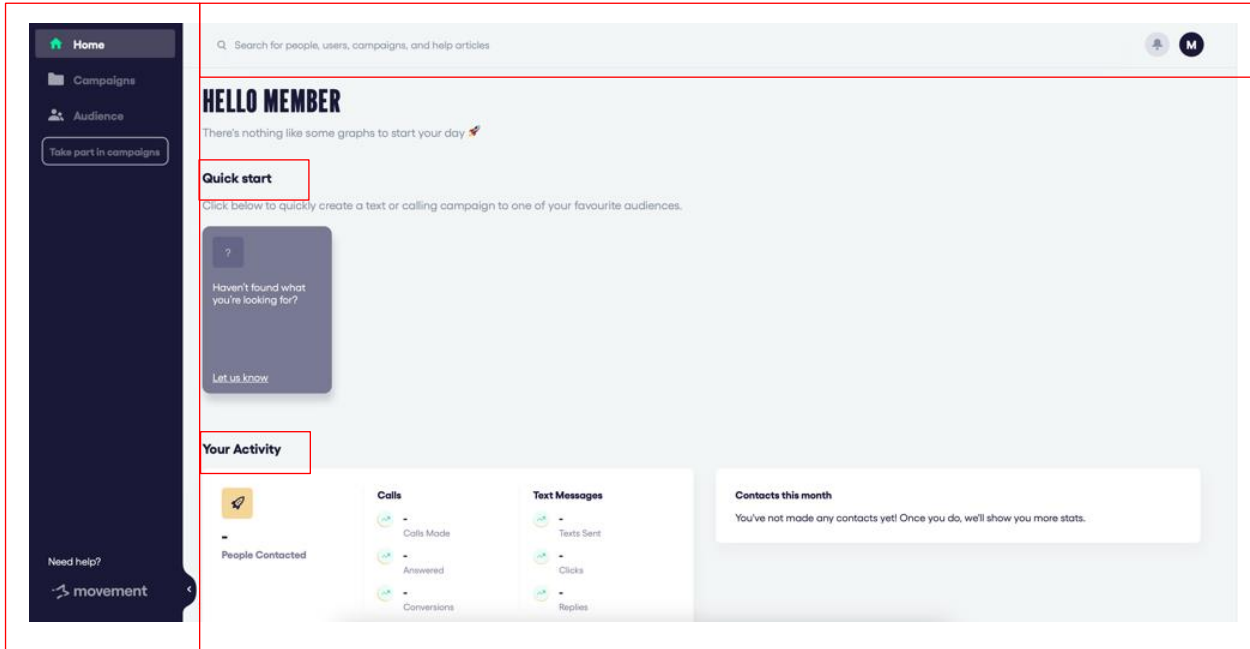 Home
Campaigns
Audience
Take part in campaigns
Need help?
movement
Search for people, users, campaigns, and help articles
M
HELLO MEMBER
There's nothing like some graphs to start your day 🚀
Quick start
Click below to quickly create a text or calling campaign to one of your favourite audiences.
?
Haven't found what
you're looking for?
Let us know
Your Activity
-
People Contacted
Calls
-
Calls Made
-
Answered
-
Conversions
Text Messages
-
Texts Sent
-
Clicks
-
Replies
Contacts this month
You've not made any contacts yet! Once you do, we'll show you more stats.